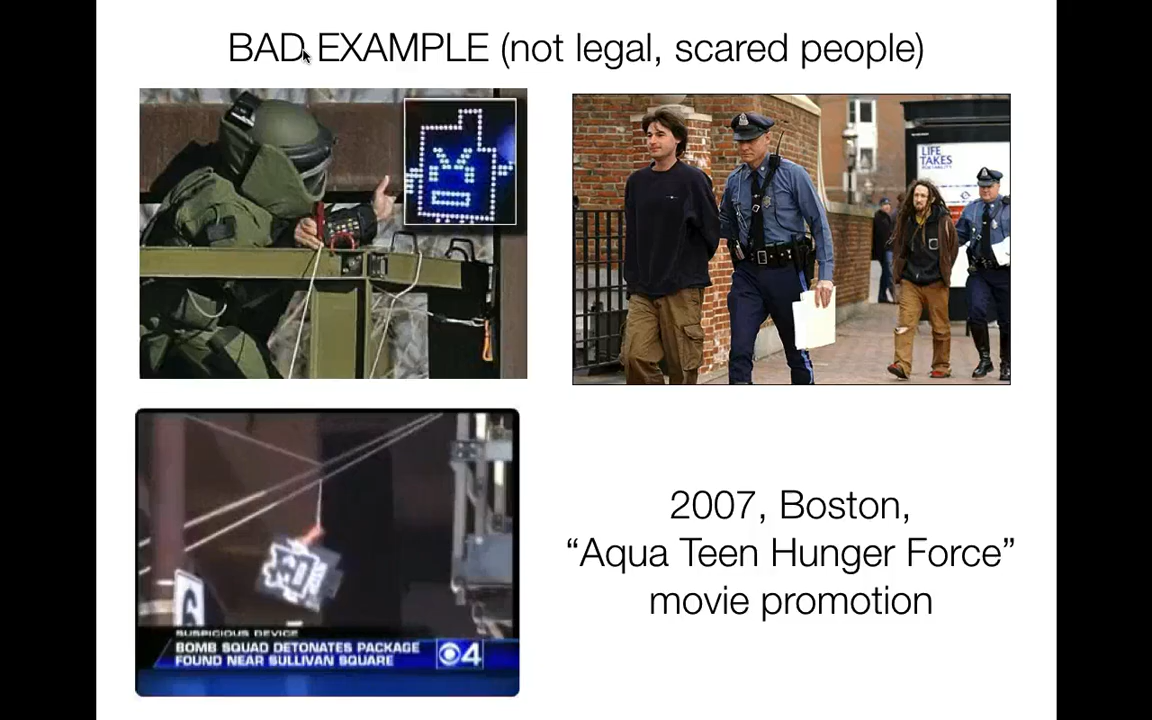 BAD EXAMPLE (not legal, scared people)
LIFE
TAKES
SUSPICIOUS DEVICE
BOMB SQUAD DETONATES PACKAGE
FOUND NEAR SULLIVAN SQUARE
4
2007, Boston,
“Aqua Teen Hunger Force”
movie promotion